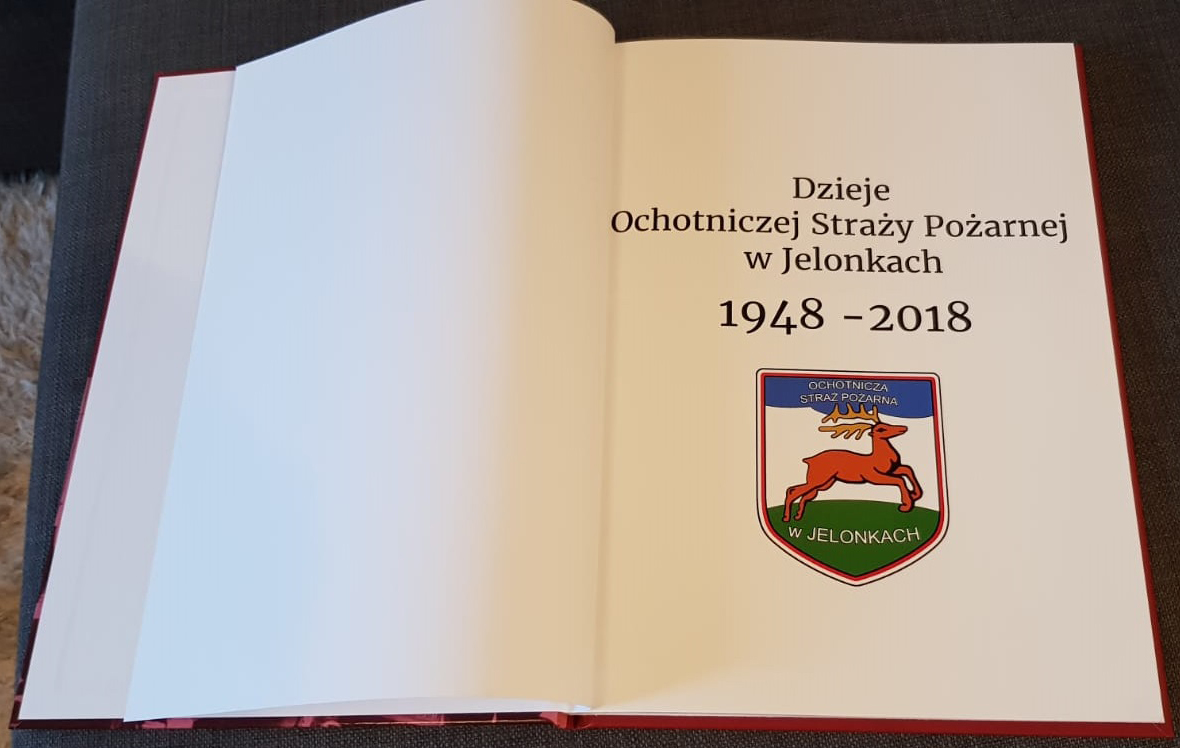 Dzieje
Ochotniczej Straży Pożarnej
w Jelonkach
1948 -2018
OCHOTNICZA
STRAŻ POŻARNA
w JELONKACH